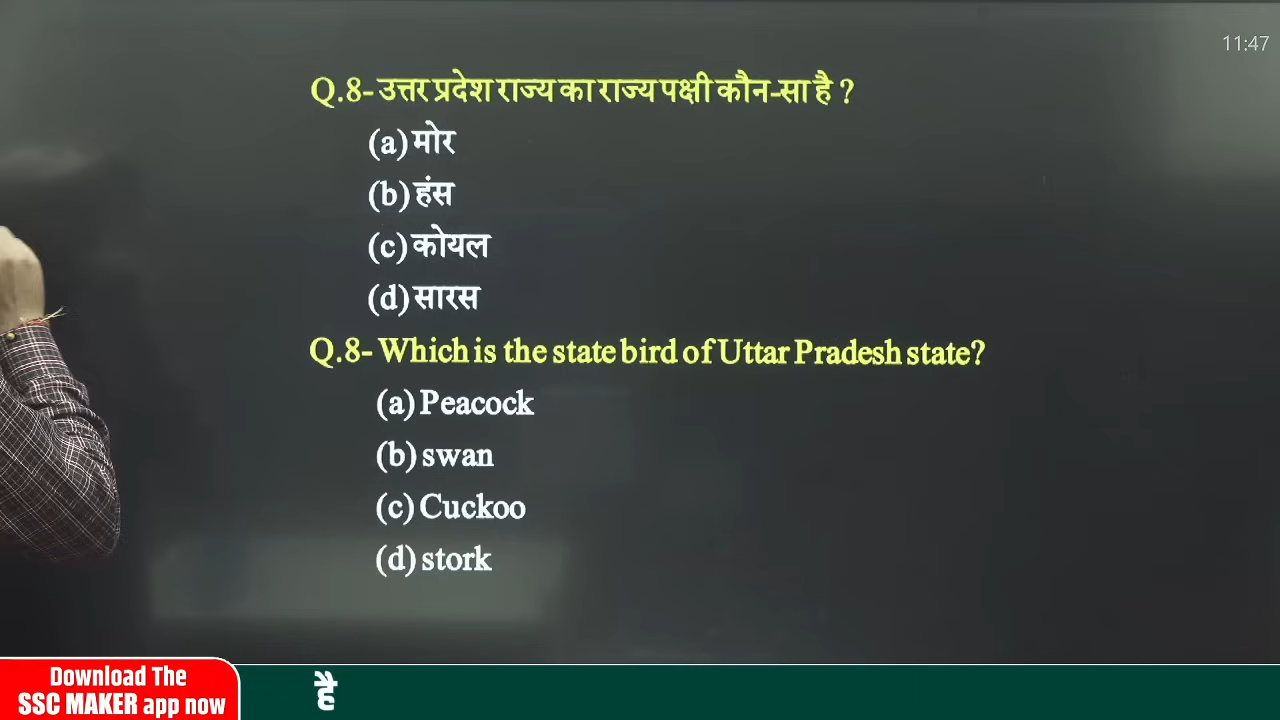 11:47
Q.8- उत्तर प्रदेश राज्य का राज्य पक्षी कौन-सा है ?
(a) मोर
(b) हंस
(c) कोयल
(d) सारस
Q.8- Which is the state bird of Uttar Pradesh state?
(a) Peacock
(b) swan
(c) Cuckoo
(d) stork
Download The
SSC MAKER app now
है